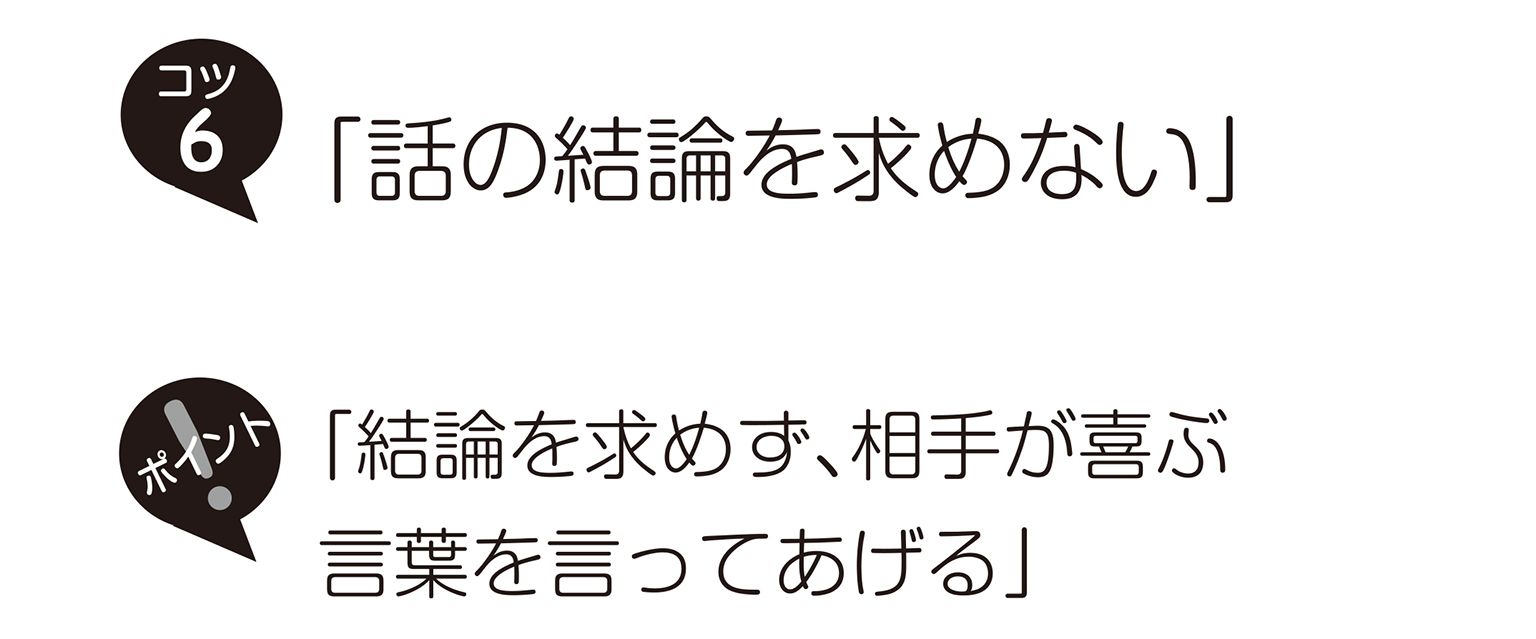 コツ
6
「話の結論を求めない」
ポイント
「結論を求めず、相手が喜ぶ
言葉を言ってあげる」